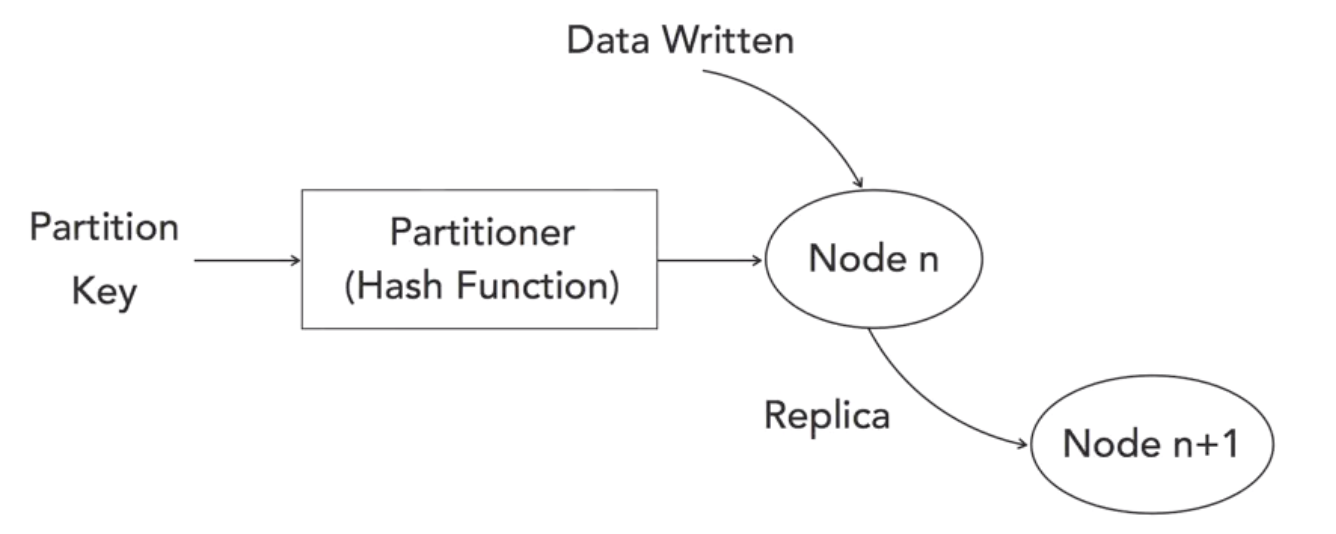 Data Written
Partition
Key
Partitioner
(Hash Function)
Node n
Replica
Node n+1